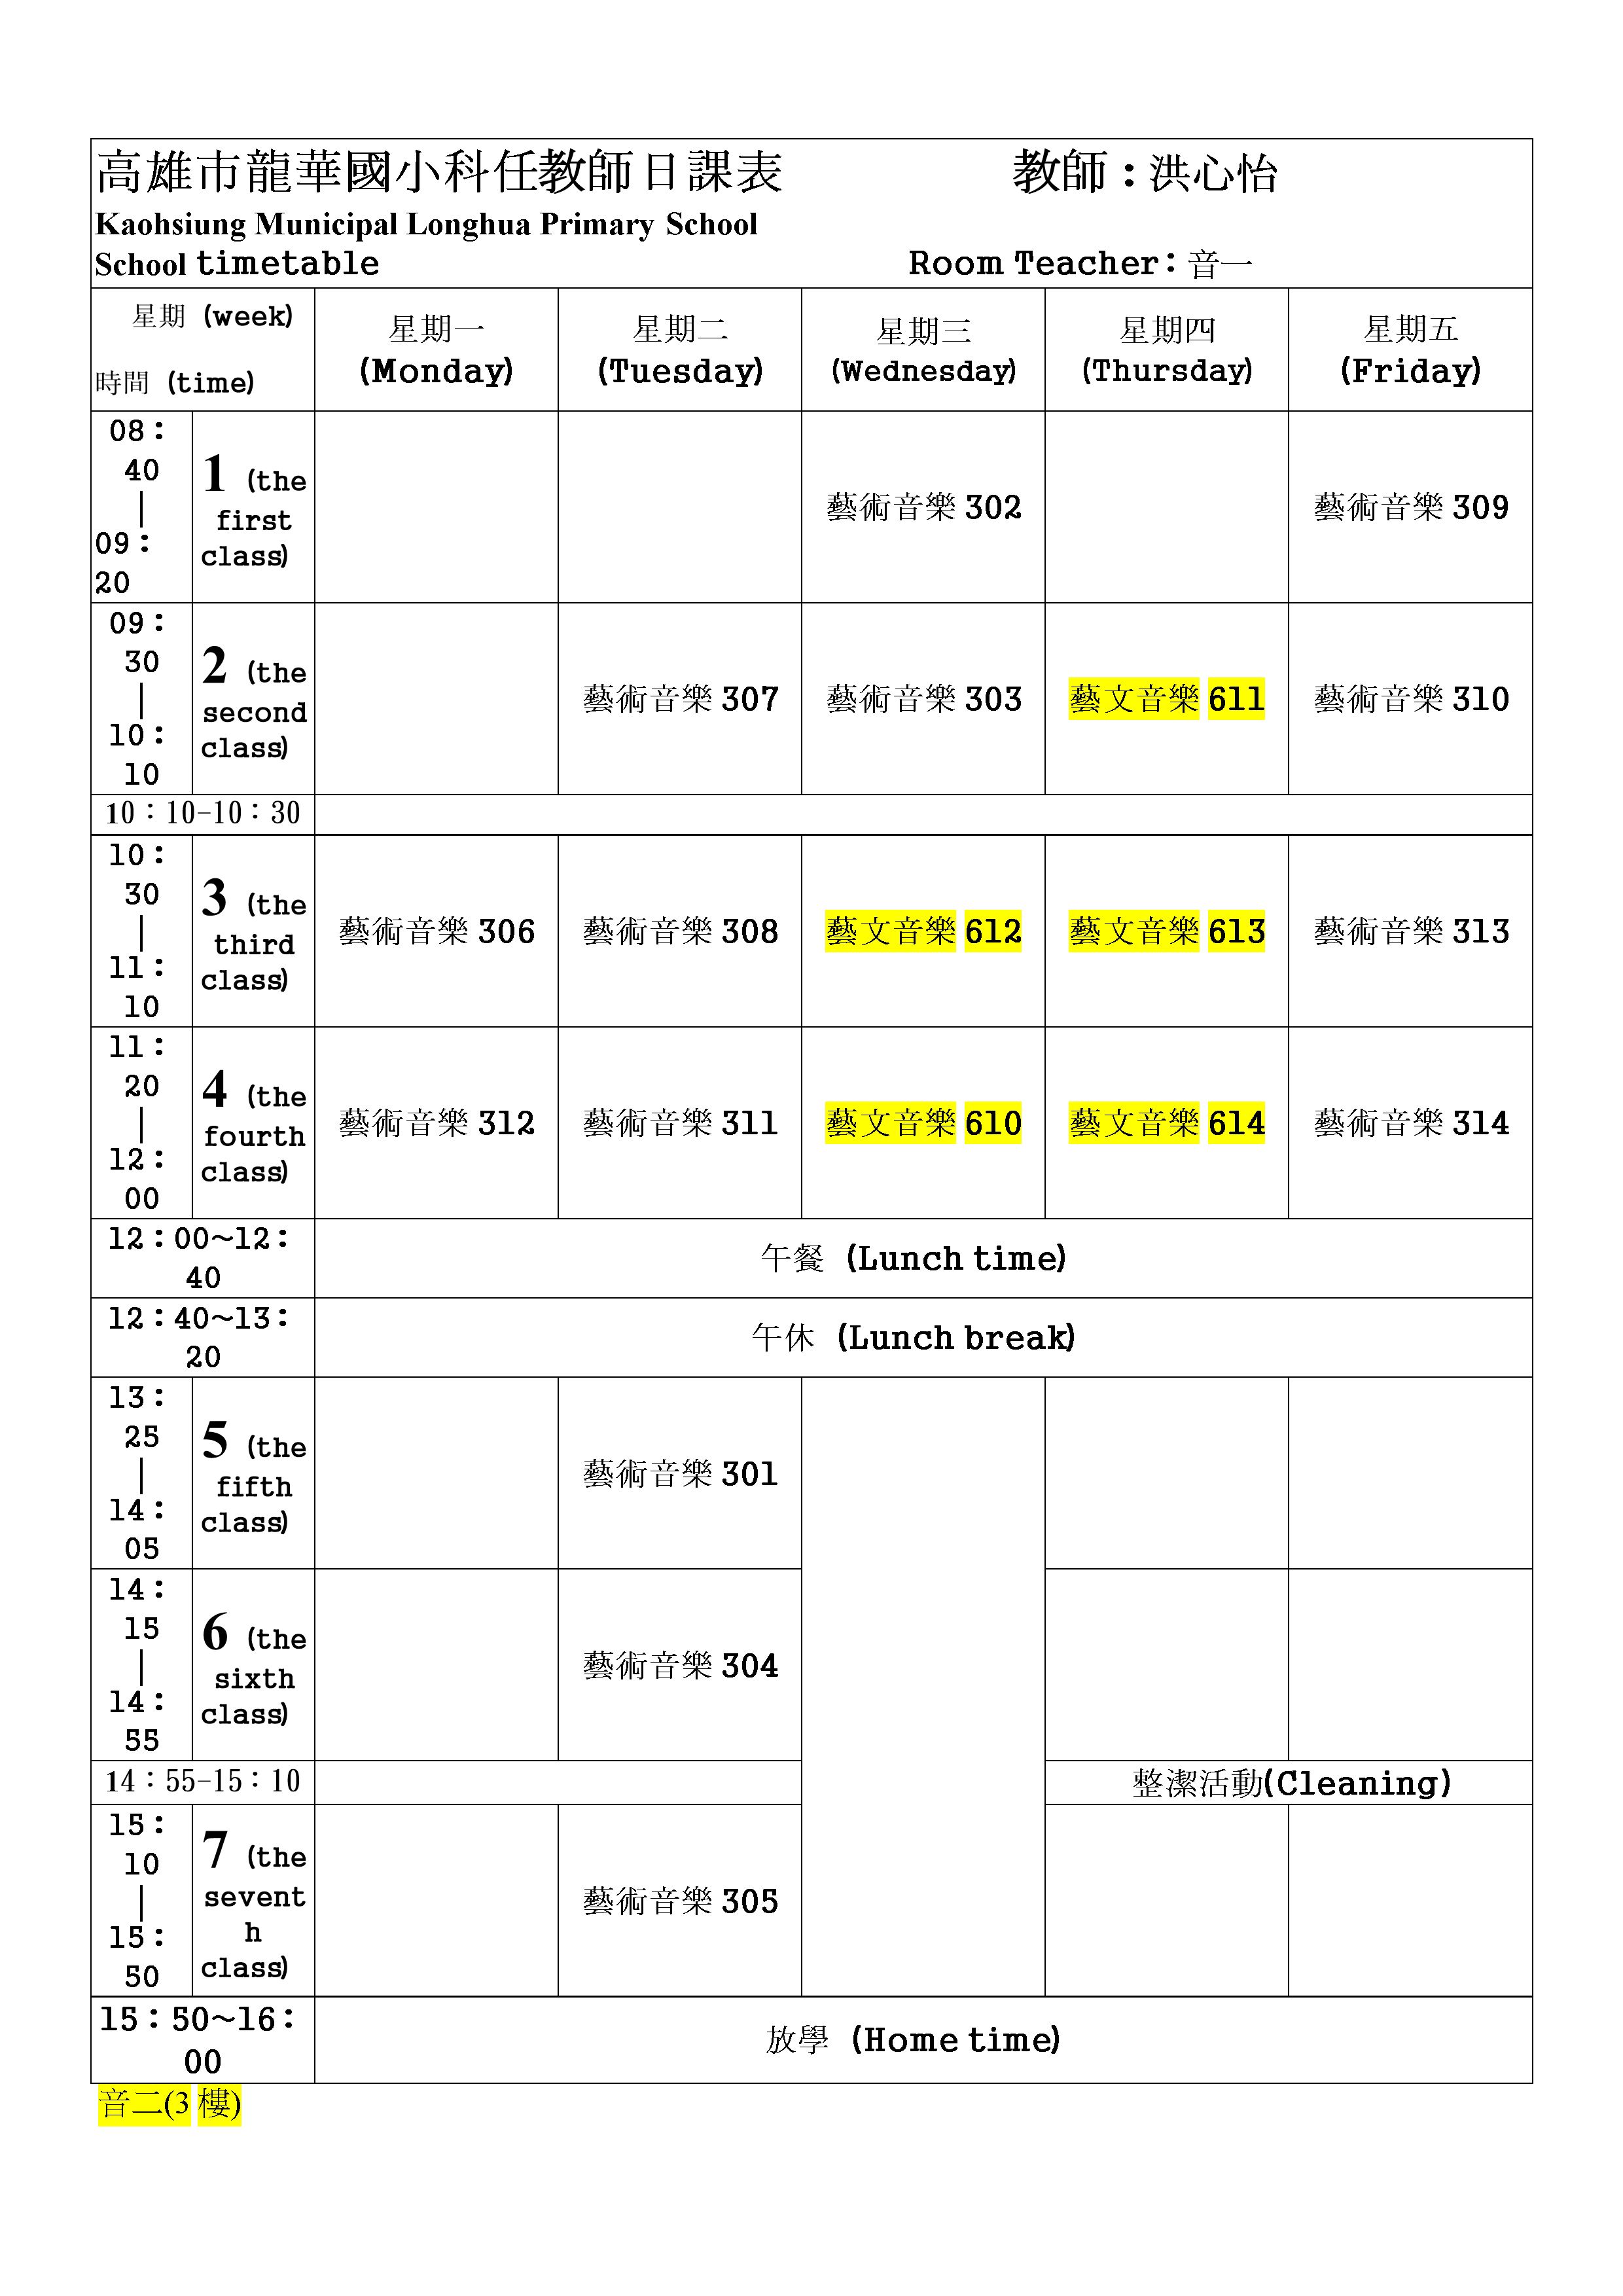 高雄市龍華國小科任教師日課表 教師：洪心怡
Kaohsiung Municipal Longhua Primary School
School timetable Room Teacher：音一
星期 (week)
時間 (time)
星期一 (Monday)
星期二 (Tuesday)
星期三 (Wednesday)
星期四 (Thursday)
星期五 (Friday)
08：40｜09：20
1 (the first class)
藝術音樂 302
藝術音樂 309
09：30｜10：10
2 (the second class)
藝術音樂 307
藝術音樂 303
藝文音樂 611
藝術音樂 310
10：10-10：30
10：30｜11：10
3 (the third class)
藝術音樂 306
藝術音樂 308
藝文音樂 612
藝文音樂 613
藝術音樂 313
11：20｜12：00
4 (the fourth class)
藝術音樂 312
藝術音樂 311
藝文音樂 610
藝文音樂 614
藝術音樂 314
12：00~12：40
午餐 (Lunch time)
12：40~13：20
午休 (Lunch break)
13：25｜14：05
5 (the fifth class)
藝術音樂 301
14：15｜14：55
6 (the sixth class)
藝術音樂 304
14：55-15：10
整潔活動(Cleaning)
15：10｜15：50
7 (the seventh class)
藝術音樂 305
15：50~16：00
放學 (Home time)
音二(3 樓)